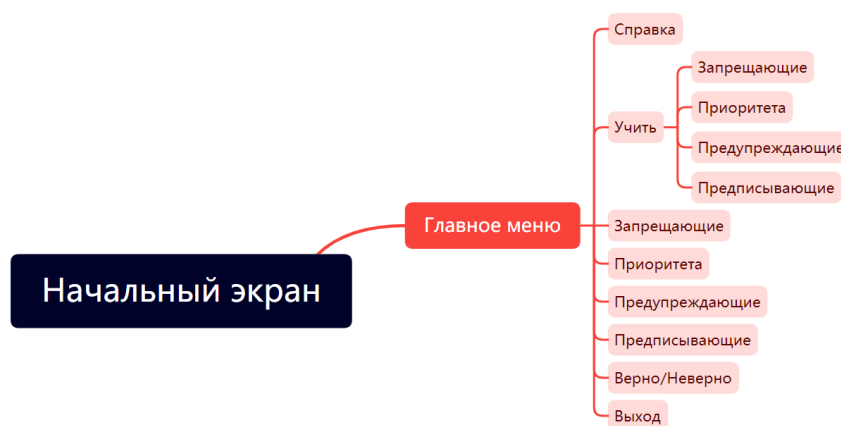 Начальный экран
Главное меню
Справка
Учить
Запрещающие
Приоритета
Предупреждающие
Предписывающие
Запрещающие
Приоритета
Предупреждающие
Предписывающие
Верно/Неверно
Выход